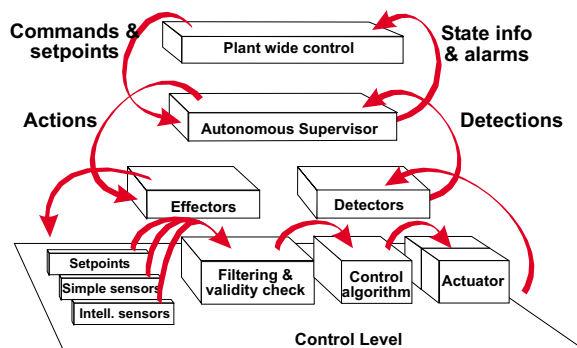 Commands &
setpoints
Plant wide control
State info
& alarms
Actions
Autonomous Supervisor
Detections
Effectors
Detectors
Setpoints
Simple sensors
Intell. sensors
Filtering &
validity check
Control
algorithm
Actuator
Control Level